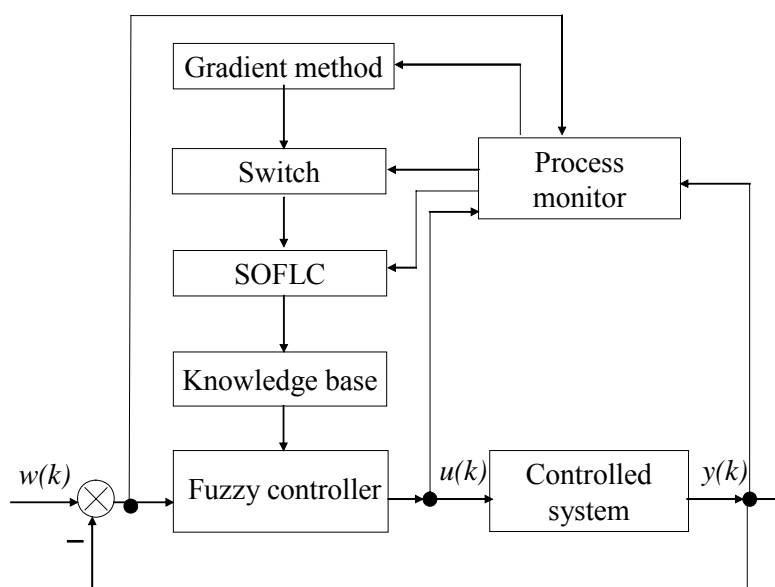 Gradient method
Process
monitor
Switch
SOFLC
Knowledge base
w(k)
Fuzzy controller
u(k)
Controlled
system
y(k)
−